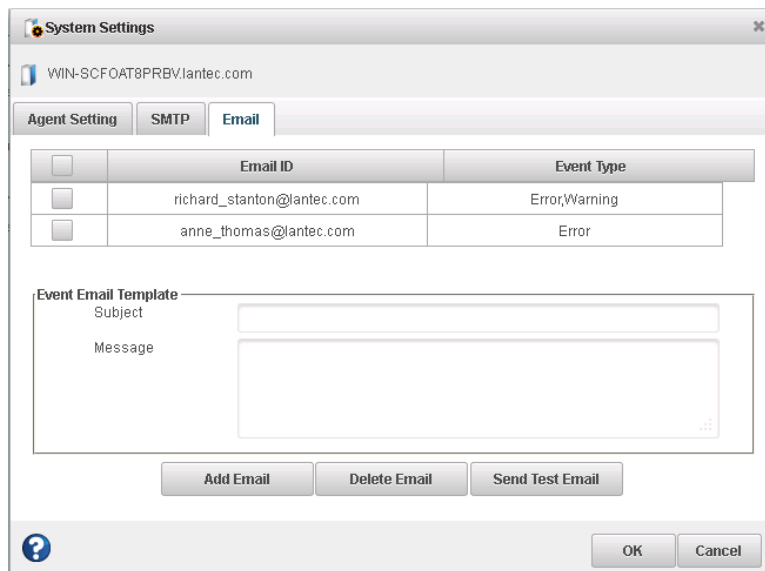 System Settings
WIN-SCFOAT8PRBV.lantec.com
Agent Setting SMTP Email
Email ID Event Type
richard_stanton@lantec.com Error,Warning
anne_thomas@lantec.com Error
Event Email Template
Subject
Message
Add Email Delete Email Send Test Email
? OK Cancel